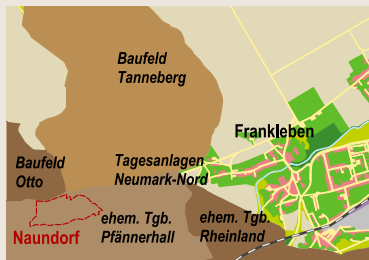 Baufeld
Tanneberg
Frankleben
Baufeld
Otto
Tagesanlagen
Neumark-Nord
Naundorf
ehem. Tgb.
Pfännerhall
ehem. Tgb.
Rheinland